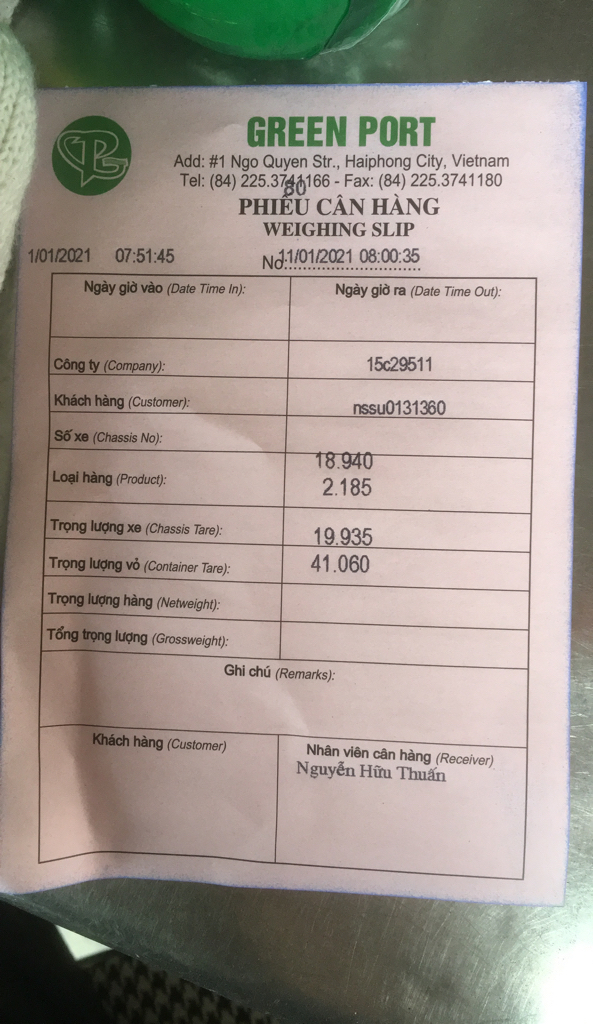 GREEN PORT
Add: #1 Ngo Quyen Str., Haiphong City, Vietnam
Tel: (84) 225.3741166 - Fax: (84) 225.3741180
80
PHIẾU CÂN HÀNG
WEIGHING SLIP
1/01/2021 07:51:45 No: 11/01/2021 08:00:35
Ngày giờ vào (Date Time In): Ngày giờ ra (Date Time Out):
Công ty (Company): 15c29511
Khách hàng (Customer): nssu0131360
Số xe (Chassis No):
18.940
Loại hàng (Product): 2.185
Trọng lượng xe (Chassis Tare): 19.935
Trọng lượng vỏ (Container Tare): 41.060
Trọng lượng hàng (Netweight):
Tổng trọng lượng (Grossweight):
Ghi chú (Remarks):
Khách hàng (Customer) Nhân viên cân hàng (Receiver)
Nguyễn Hữu Thuấn